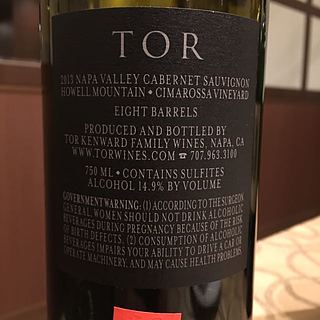 TOR
2013 NAPA VALLEY CABERNET SAUVIGNON
HOWELL MOUNTAIN • CIMAROSSA VINEYARD
EIGHT BARRELS
PRODUCED AND BOTTLED BY
TOR KENWARD FAMILY WINES, NAPA, CA
WWW.TORWINES.COM ☎ 707.963.3100
750 ML • CONTAINS SULFITES
ALCOHOL 14.9% BY VOLUME
GOVERNMENT WARNING: (1) ACCORDING TO THE SURGEON
GENERAL, WOMEN SHOULD NOT DRINK ALCOHOLIC
BEVERAGES DURING PREGNANCY BECAUSE OF THE RISK
OF BIRTH DEFECTS. (2) CONSUMPTION OF ALCOHOLIC
BEVERAGES IMPAIRS YOUR ABILITY TO DRIVE A CAR OR
OPERATE MACHINERY, AND MAY CAUSE HEALTH PROBLEMS.